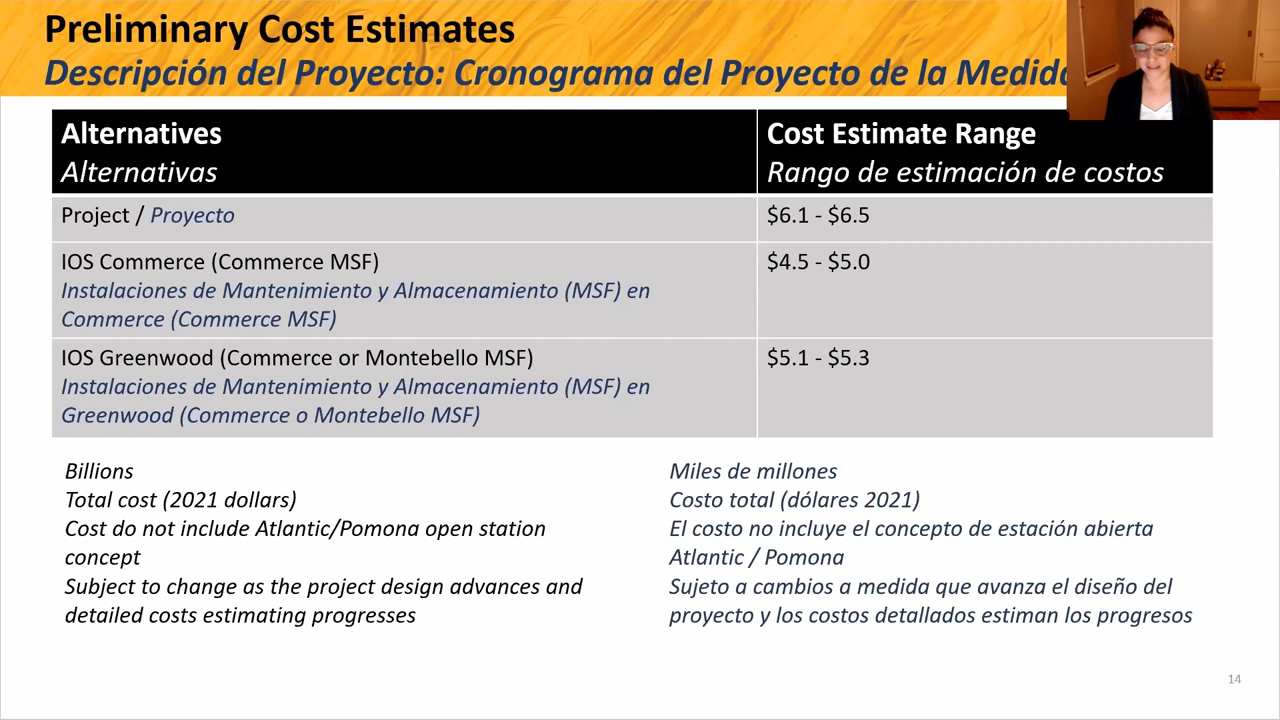 Preliminary Cost Estimates
Descripción del Proyecto: Cronograma del Proyecto de la
Alternatives
Alternativas
Cost Estimate Range
Rango de estimación de costos
Project / Proyecto
$6.1 - $6.5
IOS Commerce (Commerce MSF)
Instalaciones de Mantenimiento y Almacenamiento (MSF) en
Commerce (Commerce MSF)
$4.5 - $5.0
IOS Greenwood (Commerce or Montebello MSF)
Instalaciones de Mantenimiento y Almacenamiento (MSF) en
Greenwood (Commerce o Montebello MSF)
$5.1 - $5.3
Billions
Total cost (2021 dollars)
Cost do not include Atlantic/Pomona open station
concept
Subject to change as the project design advances and
detailed costs estimating progresses
Miles de millones
Costo total (dólares 2021)
El costo no incluye el concepto de estación abierta
Atlantic / Pomona
Sujeto a cambios a medida que avanza el diseño del
proyecto y los costos detallados estiman los progresos
14